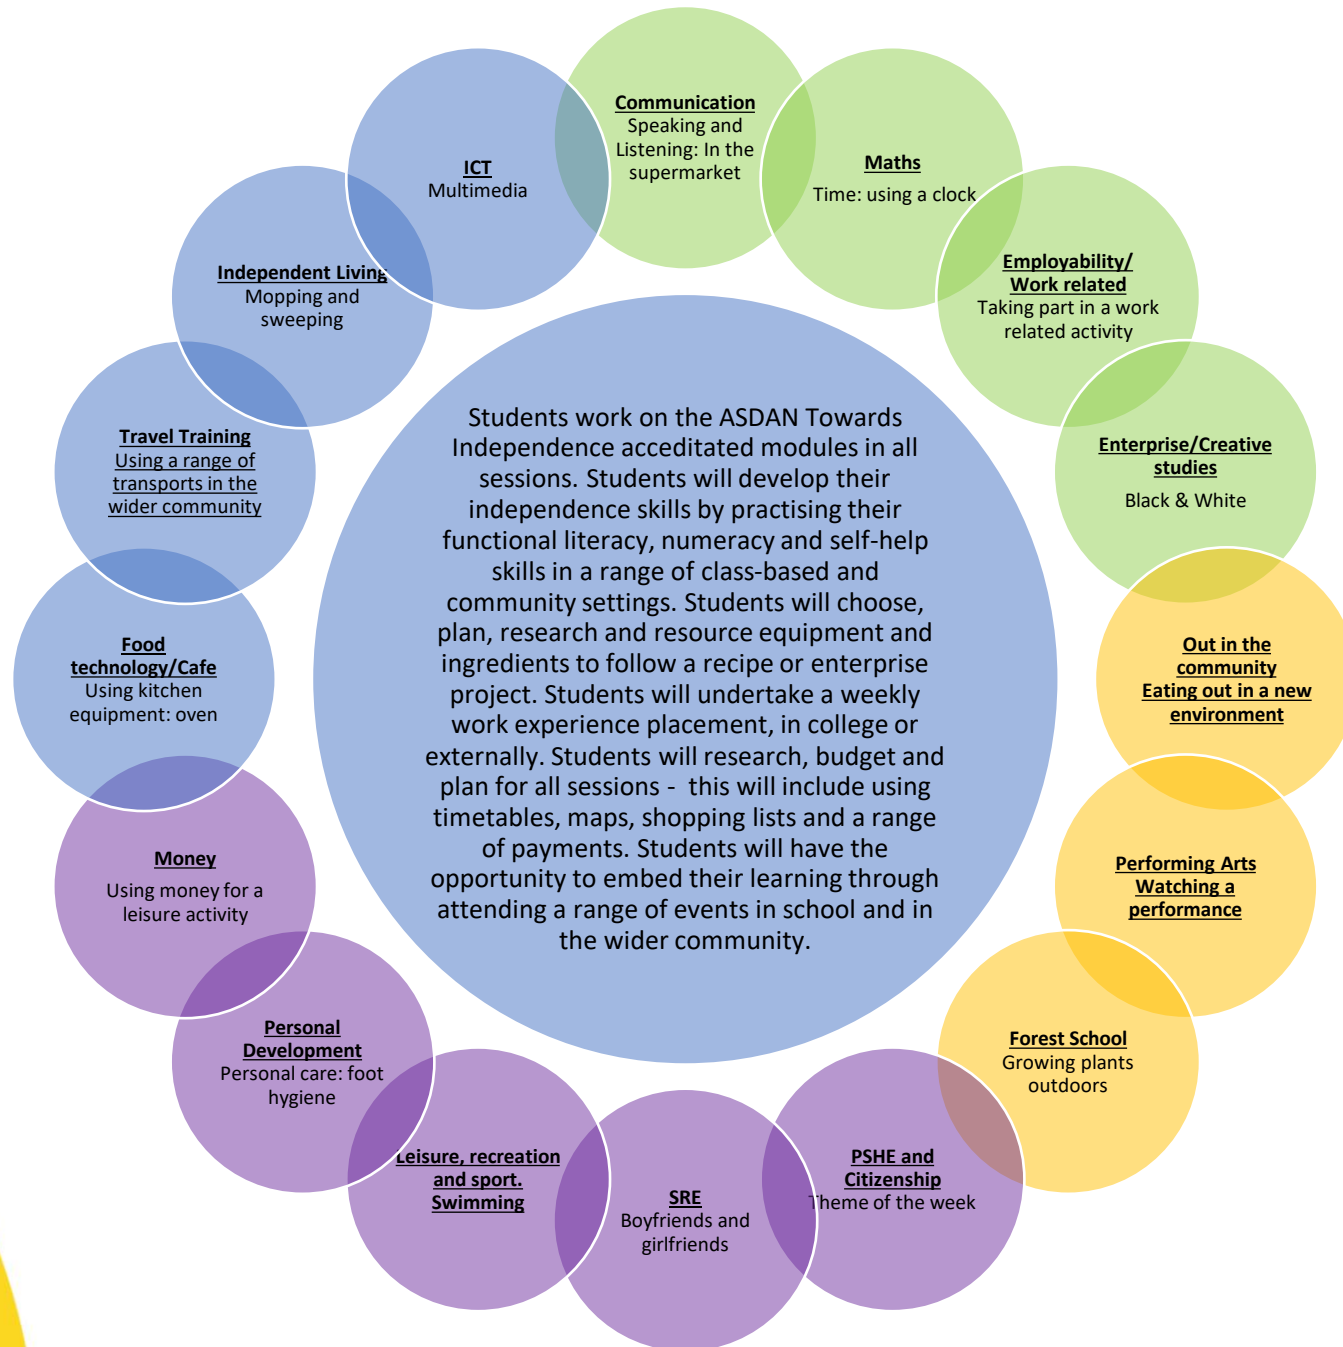 Communication
Speaking and
Listening: In the
supermarket
Maths
Time: using a clock
Employability/
Work related
Taking part in a work
related activity
Enterprise/Creative
studies
Black & White
Out in the
community
Eating out in a new
environment
Performing Arts
Watching a
performance
Forest School
Growing plants
outdoors
PSHE and
Citizenship
Theme of the week
SRE
Boyfriends and
girlfriends
Leisure, recreation
and sport.
Swimming
Personal
Development
Personal care: foot
hygiene
Money
Using money for a
leisure activity
Food
technology/Cafe
Using kitchen
equipment: oven
Travel Training
Using a range of
transports in the
wider community
Independent Living
Mopping and
sweeping
ICT
Multimedia
Students work on the ASDAN Towards
Independence acceditated modules in all
sessions. Students will develop their
independence skills by practising their
functional literacy, numeracy and self-help
skills in a range of class-based and
community settings. Students will choose,
plan, research and resource equipment and
ingredients to follow a recipe or enterprise
project. Students will undertake a weekly
work experience placement, in college or
externally. Students will research, budget and
plan for all sessions - this will include using
timetables, maps, shopping lists and a range
of payments. Students will have the
opportunity to embed their learning through
attending a range of events in school and in
the wider community.